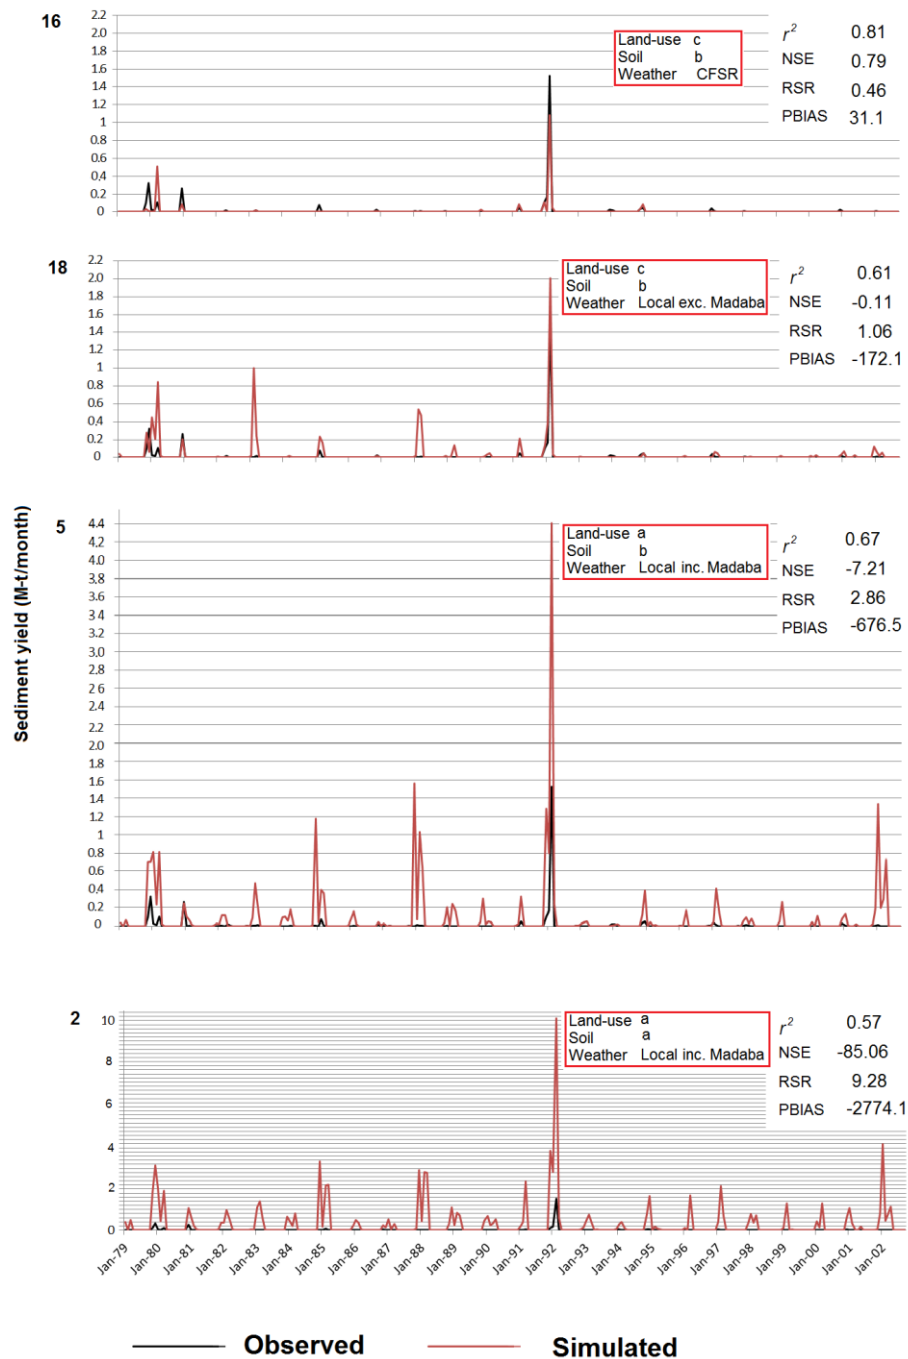 16
2.2
2.0
1.8
1.6
1.4
1.2
1
0.8
0.6
0.4
0.2
0
Land-use c
Soil b
Weather CFSR
r² 0.81
NSE 0.79
RSR 0.46
PBIAS 31.1
18
2.2
2.0
1.8
1.6
1.4
1.2
1
0.8
0.6
0.4
0.2
0
Land-use c
Soil b
Weather Local exc. Madaba
r² 0.61
NSE -0.11
RSR 1.06
PBIAS -172.1
Sediment yield (M-t/month)
5
4.4
4.2
4.0
3.8
3.6
3.4
3.2
3.0
2.8
2 6
2.4
2.2
2.0
1.8
1.6
1.4
1.2
1
0.8
0.6
0.4
0.2
0
Land-use a
Soil b
Weather Local inc. Madaba
r² 0.67
NSE -7.21
RSR 2.86
PBIAS -676.5
2
10
8
6
4
2
0
Land-use a
Soil a
Weather Local inc. Madaba
r² 0.57
NSE -85.06
RSR 9.28
PBIAS -2774.1
Jan-79
Jan-80
Jan-81
Jan-82
Jan-83
Jan-84
Jan-85
Jan-86
Jan-87
Jan-88
Jan-89
Jan-90
Jan-91
Jan-92
Jan-93
Jan-94
Jan-95
Jan-96
Jan-97
Jan-98
Jan-99
Jan-00
Jan-01
Jan-02
Observed
Simulated